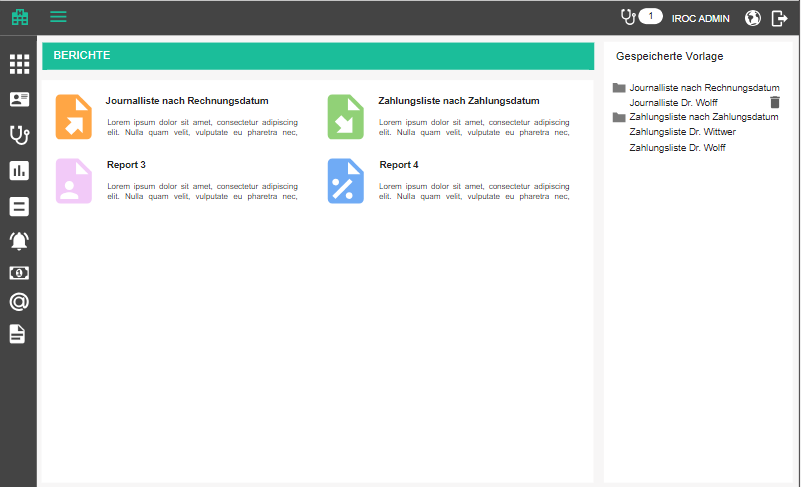 1
IROC ADMIN
BERICHTE
Journalliste nach Rechnungsdatum
Lorem ipsum dolor sit amet, consectetur adipiscing
elit. Nulla quam velit, vulputate eu pharetra nec,
Zahlungsliste nach Zahlungsdatum
Lorem ipsum dolor sit amet, consectetur adipiscing
elit. Nulla quam velit, vulputate eu pharetra nec,
Report 3
Lorem ipsum dolor sit amet, consectetur adipiscing
elit. Nulla quam velit, vulputate eu pharetra nec,
Report 4
Lorem ipsum dolor sit amet, consectetur adipiscing
elit. Nulla quam velit, vulputate eu pharetra nec,
Gespeicherte Vorlage
Journalliste nach Rechnungsdatum
Journalliste Dr. Wolff
Zahlungsliste nach Zahlungsdatum
Zahlungsliste Dr. Wittwer
Zahlungsliste Dr. Wolff